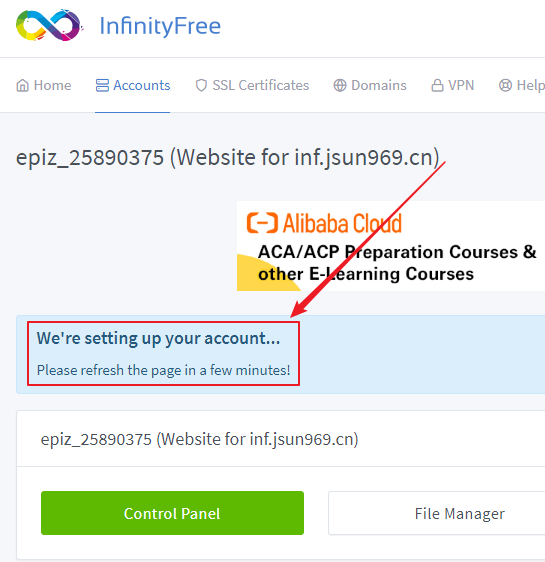 InfinityFree
Home Accounts SSL Certificates Domains VPN Help
epiz_25890375 (Website for inf.jsun969.cn)
Alibaba Cloud
ACA/ACP Preparation Courses &
other E-Learning Courses
We're setting up your account...
Please refresh the page in a few minutes!
epiz_25890375 (Website for inf.jsun969.cn)
Control Panel File Manager